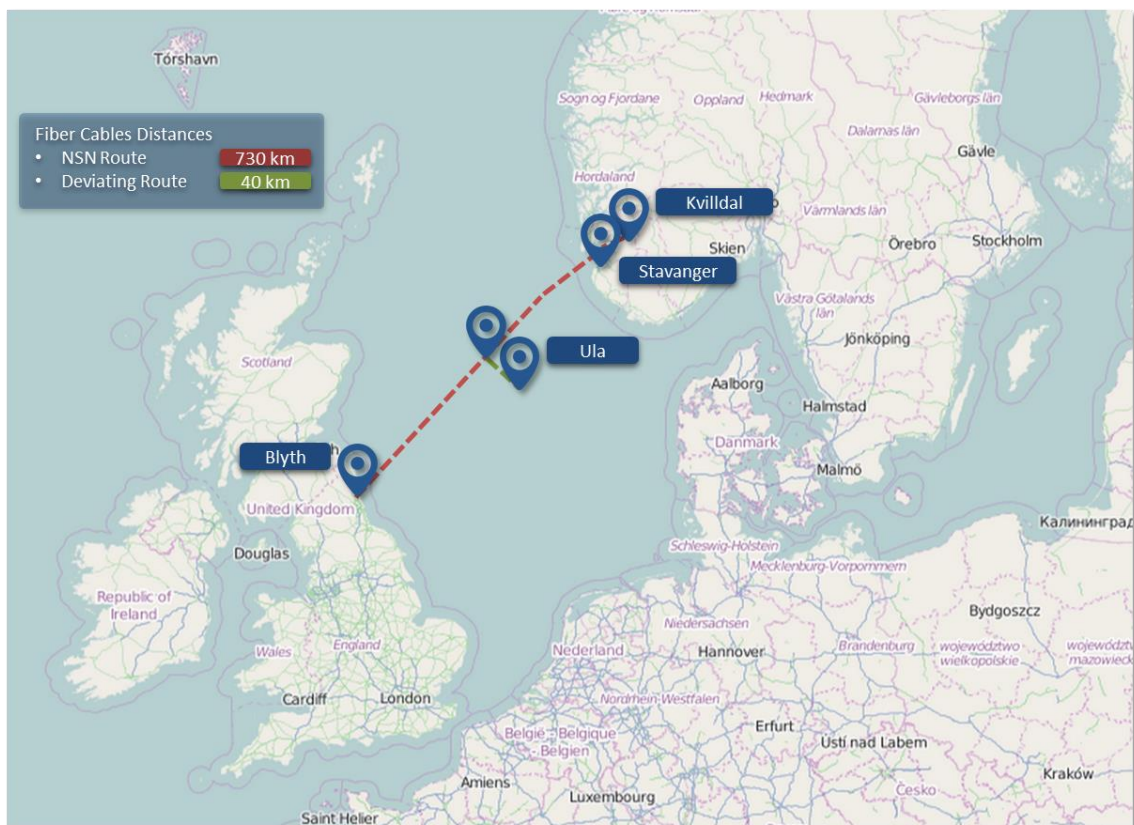 Tórshavn
Fiber Cables Distances
• NSN Route 730 km
• Deviating Route 40 km
Sogn og Fjordane
Oppland
Hedmark
Gävleborgs län
Dalarnas län
Gävle
Hordaland
Kvilldal
Värmlands län
Örebro
Stockholm
Skien
Stavanger
Västra Götalands
län
Jönköping
Scotland
Ula
Aalborg
Halmstad
Danmark
Malmö
Blyth
United Kingdom
Калининград
Douglas
Schleswig-Holstein
Mecklenburg-Vorpommern
Republic of
Ireland
Bydgoszcz
Niedersachsen
Wales
England
Nederland
Hannover
Brandenburg
województwo
wielkopolskie
województwo
mazowieck
Cardiff
London
Nordrhein-Westfalen
België - Belgique
- Belgien
Erfurt
Ustí nad Labem
Amiens
Luxembourg
Kraków
Česko
Saint Helier